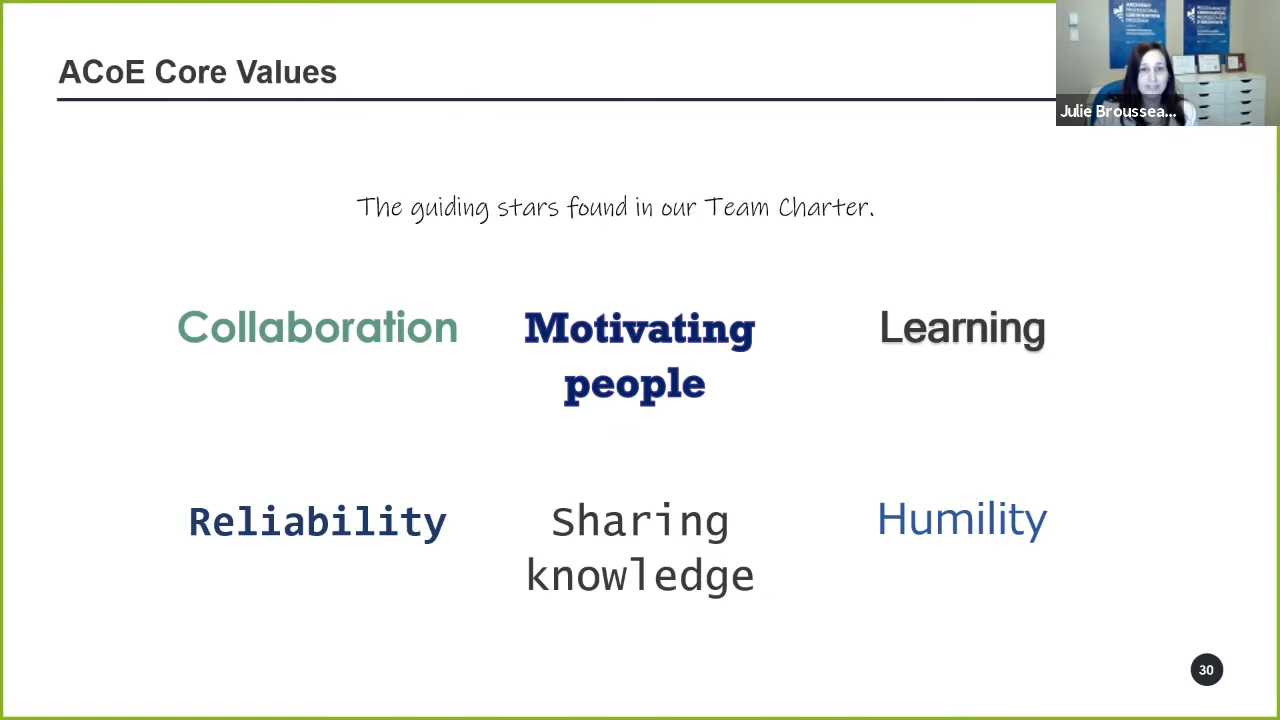 ACoE Core Values
Julie Broussea...
The guiding stars found in our Team Charter.
Collaboration
Motivating
people
Learning
Reliability
Sharing
knowledge
Humility
30